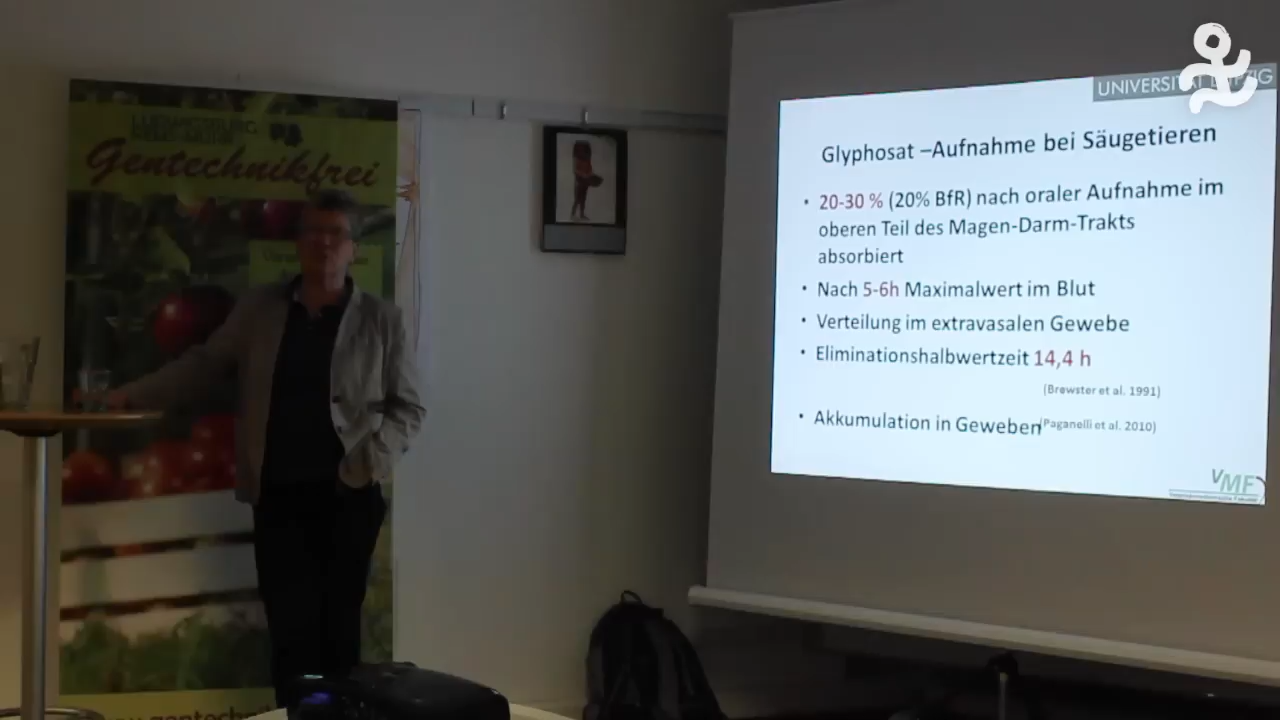 LUDWIGSBURG
Gentechnikfrei
UNIVERSITÄT LEIPZIG
Glyphosat –Aufnahme bei Säugetieren
• 20-30 % (20% BfR) nach oraler Aufnahme im
oberen Teil des Magen-Darm-Trakts
absorbiert
• Nach 5-6h Maximalwert im Blut
• Verteilung im extravasalen Gewebe
• Eliminationshalbwertzeit 14,4 h
(Brewster et al. 1991)
• Akkumulation in Geweben (Paganelli et al. 2010)
VMF